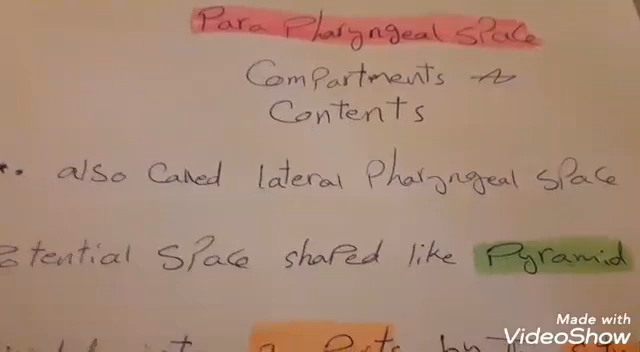 Para Pharyngeal space
Compartments &
Contents
also Called lateral Pharyngeal space
Potential space shaped like Pyramid
Made with
VideoShow